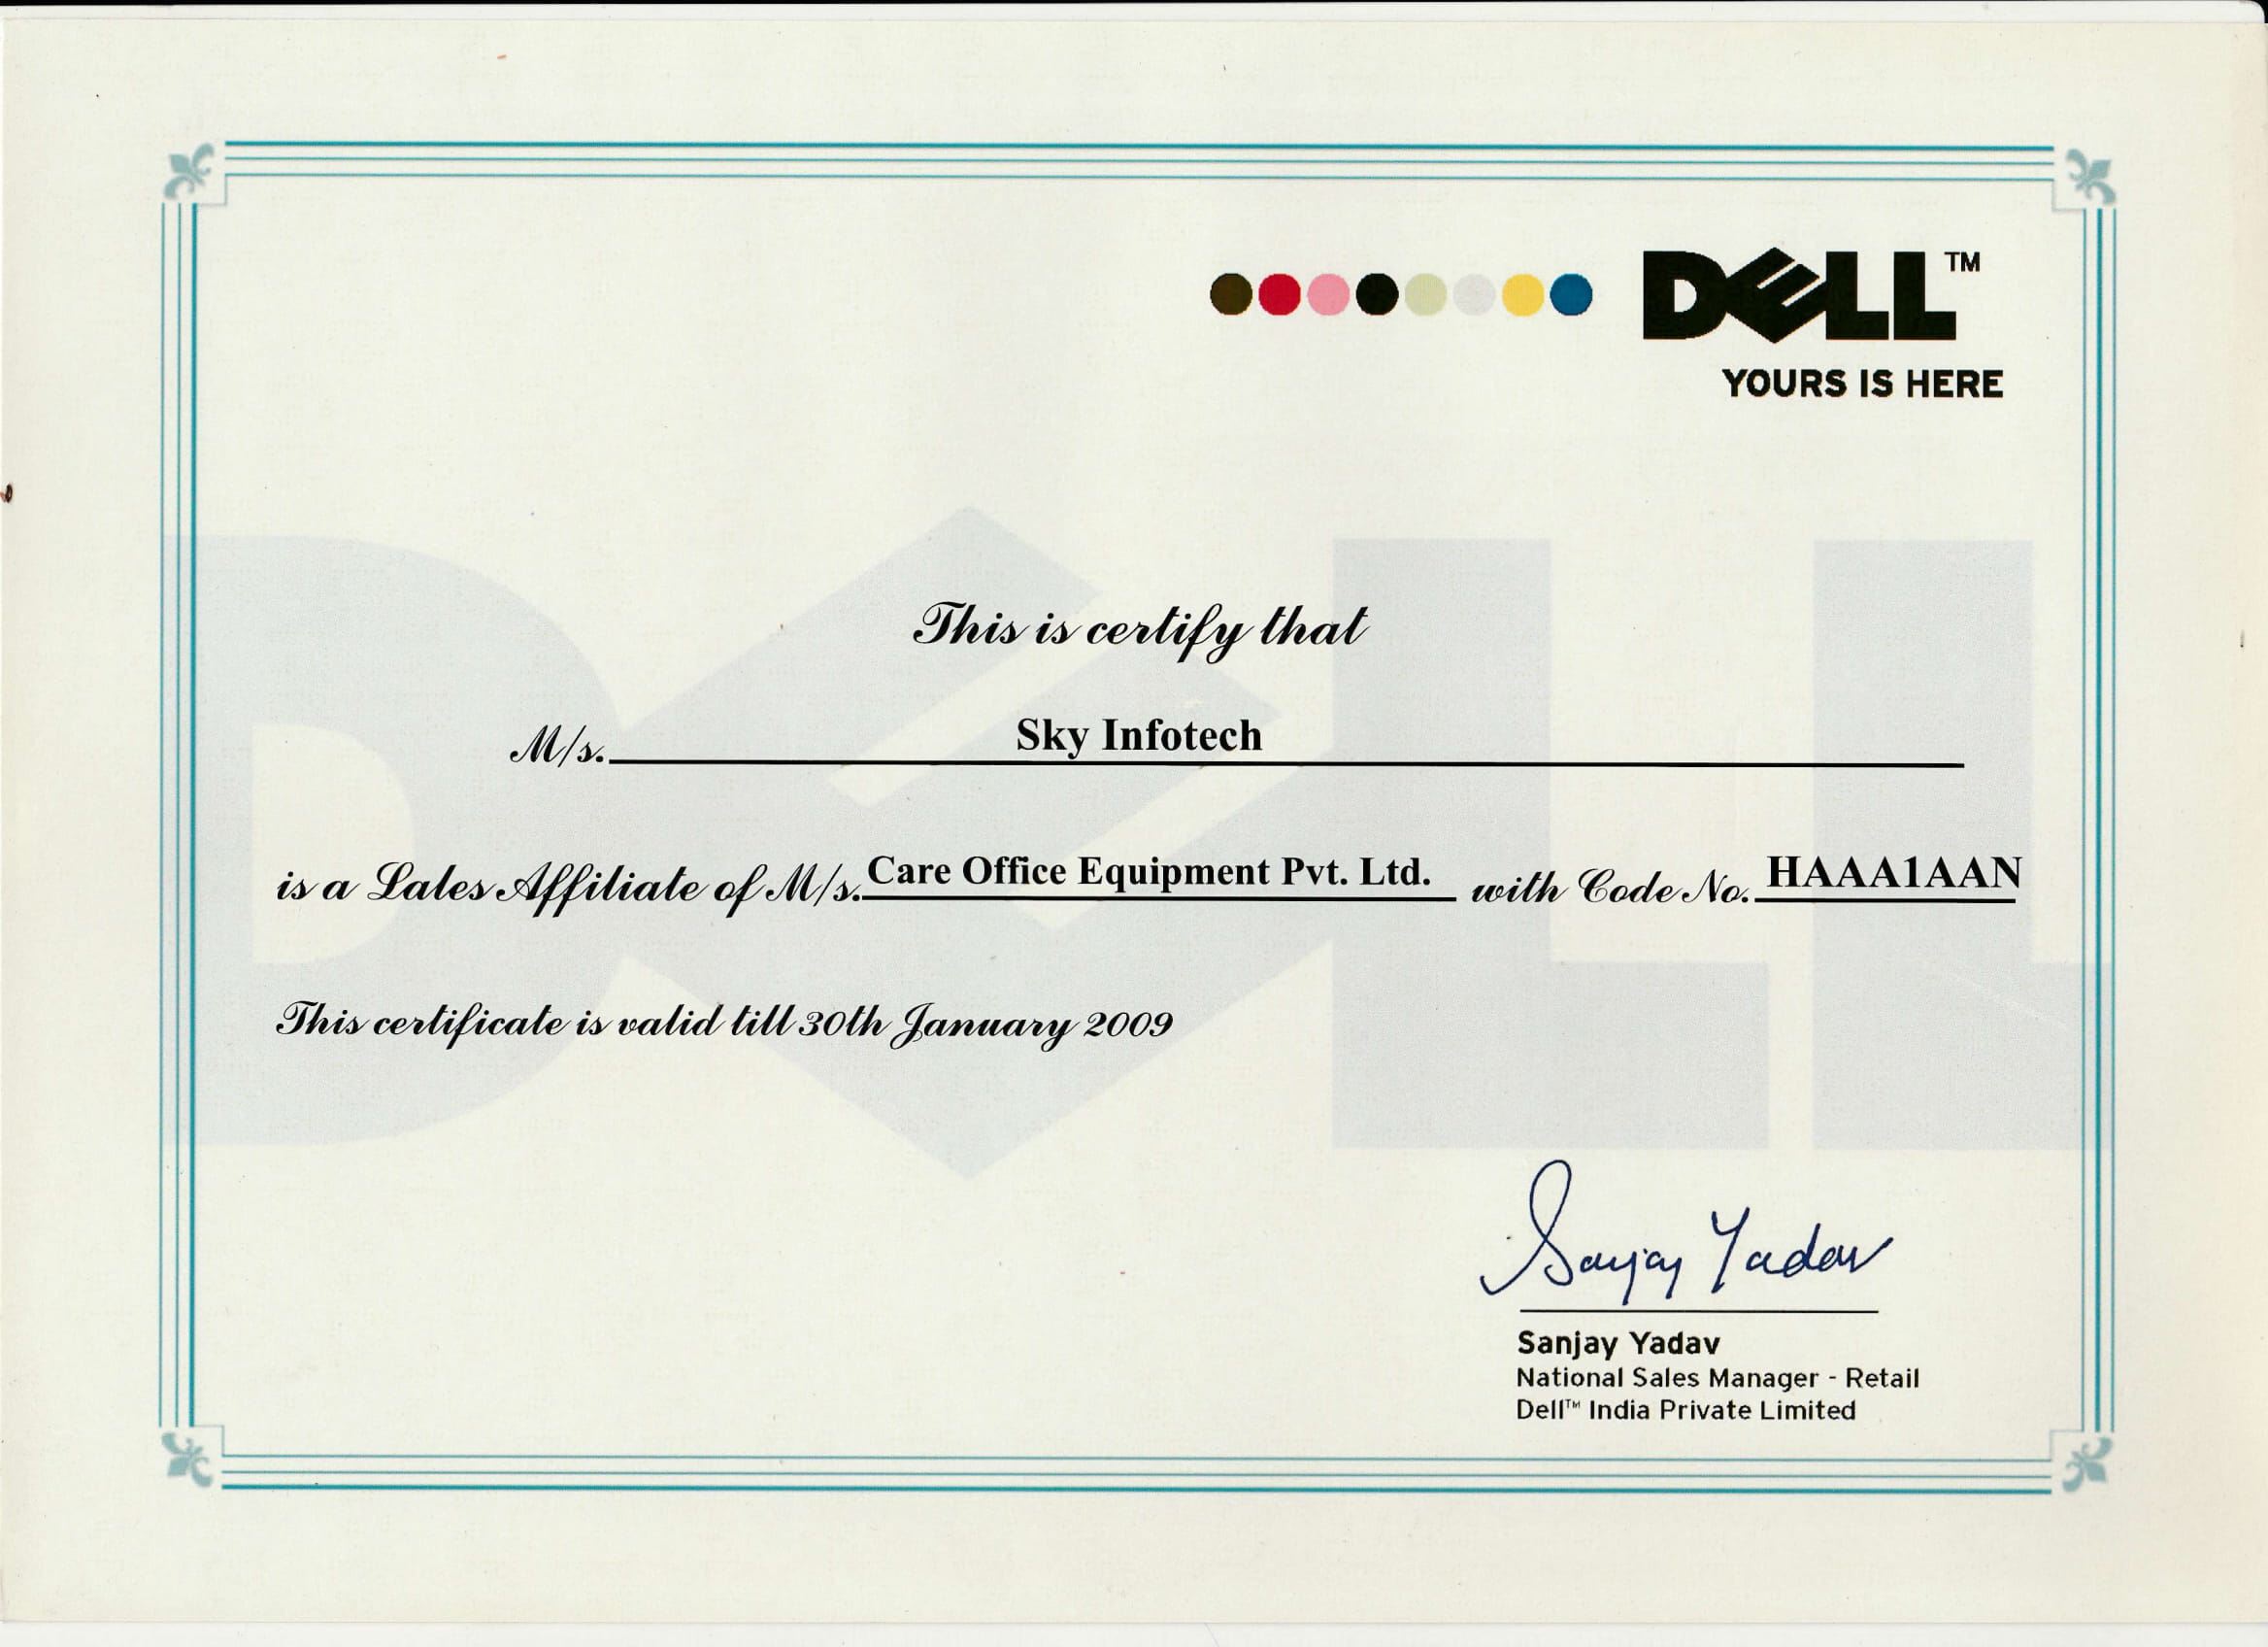 DELL™
YOURS IS HERE
This is certify that
M/s. Sky Infotech
is a Sales Affiliate of M/s. Care Office Equipment Pvt. Ltd. with Code No. HAAA1AAN
This certificate is valid till 30th January 2009
Sanjay Yadav
Sanjay Yadav
National Sales Manager - Retail
Dell™ India Private Limited